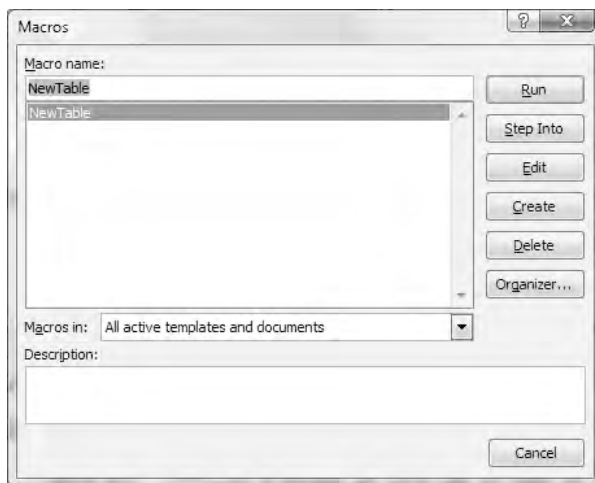 Macros
Macro name:
NewTable
NewTable
Run
Step Into
Edit
Create
Delete
Organizer...
Macros in: All active templates and documents
Description:
Cancel